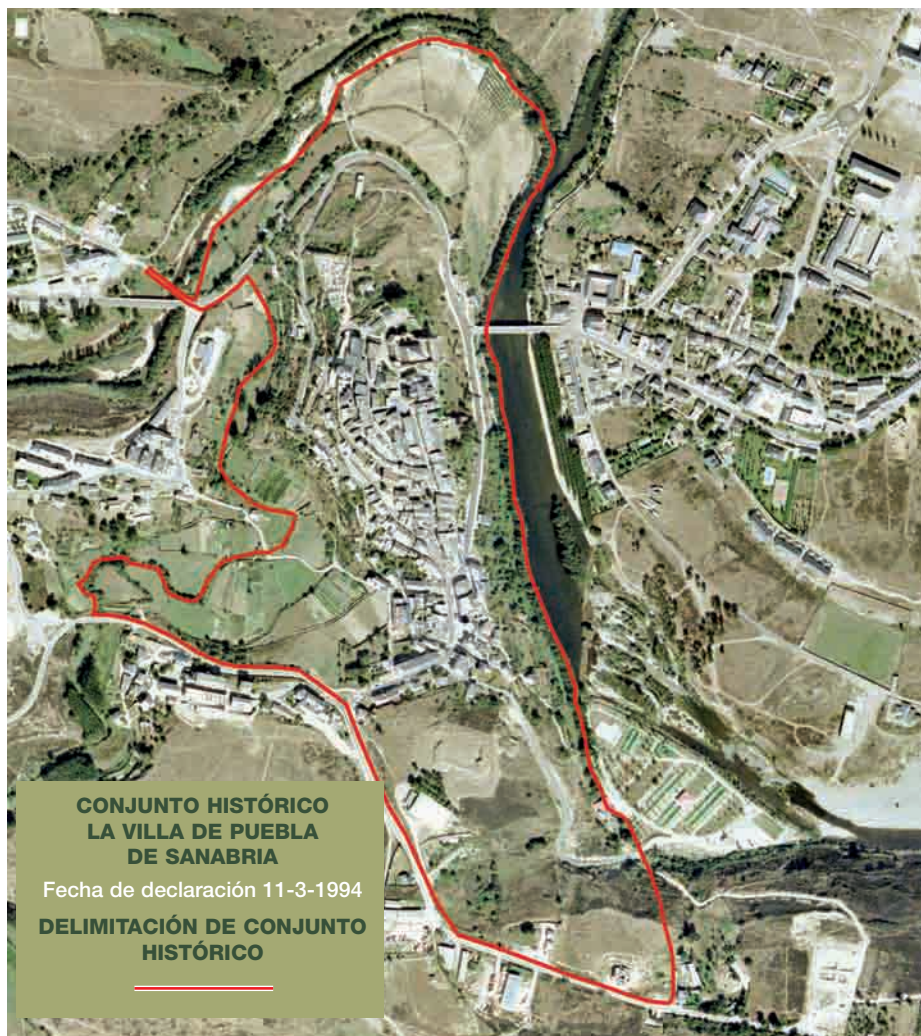 CONJUNTO HISTÓRICO
LA VILLA DE PUEBLA
DE SANABRIA
Fecha de declaración 11-3-1994
DELIMITACIÓN DE CONJUNTO
HISTÓRICO